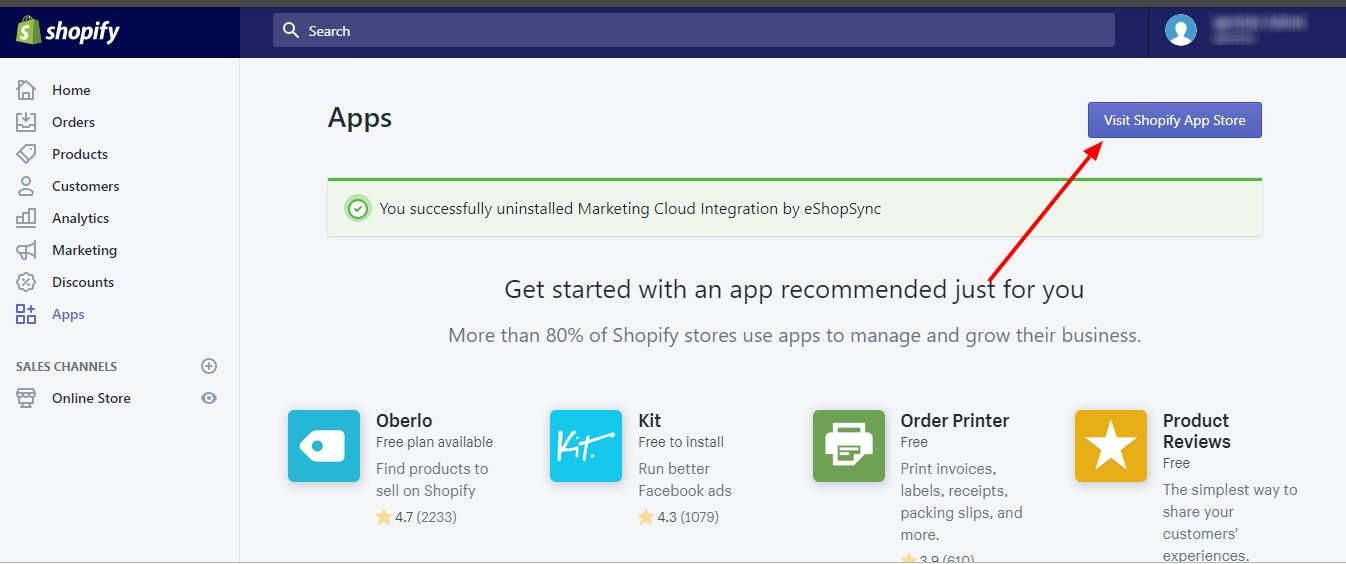 shopify
Search
Home
Orders
Products
Customers
Analytics
Marketing
Discounts
Apps
SALES CHANNELS
Online Store
Apps
Visit Shopify App Store
You successfully uninstalled Marketing Cloud Integration by eShopSync
Get started with an app recommended just for you
More than 80% of Shopify stores use apps to manage and grow their business.
Oberlo
Free plan available
Find products to
sell on Shopify
4.7 (2233)
Kit.
Kit
Free to install
Run better
Facebook ads
4.3 (1079)
Order Printer
Free
Print invoices,
labels, receipts,
packing slips, and
more.
3.9 (610)
Product
Reviews
Free
The simplest way to
share your
customers'
experiences.